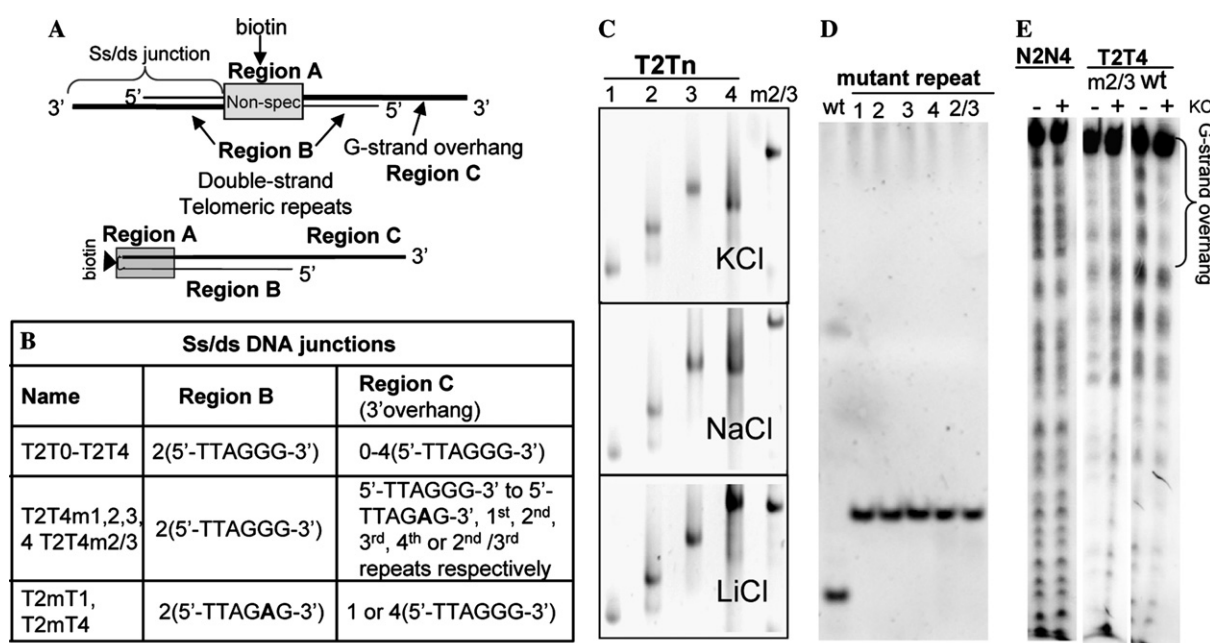 A
biotin
Ss/ds junction
Region A
3’
5’
Non-spec
5’
3’
Region B
G-strand overhang
Region C
Double-strand
Telomeric repeats
Region A
Region C
biotin
3’
5’
Region B
B
Ss/ds DNA junctions
Name
Region B
Region C
(3’overhang)
T2T0-T2T4
2(5’-TTAGGG-3’)
0-4(5’-TTAGGG-3’)
T2T4m1,2,3,
4 T2T4m2/3
2(5’-TTAGGG-3’)
5’-TTAGGG-3’ to 5’-
TTAGAG-3’, 1st, 2nd,
3rd, 4th or 2nd /3rd
repeats respectively
T2mT1,
T2mT4
2(5’-TTAGAG-3’)
1 or 4(5’-TTAGGG-3’)
C
T2Tn
1 2 3 4 m2/3
KCl
NaCl
LiCl
D
mutant repeat
wt 1 2 3 4 2/3
E
N2N4 T2T4
m2/3 wt
- + - + - + KCl
G-strand overhang